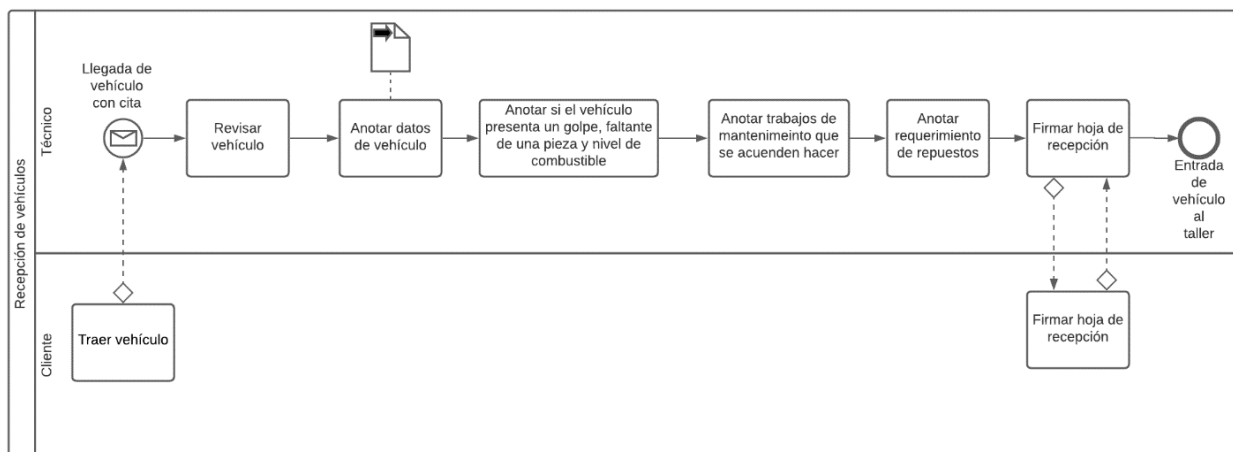 Recepción de vehículos
Técnico
Llegada de
vehículo
con cita
Revisar
vehículo
Anotar datos
de vehículo
Anotar si el vehículo
presenta un golpe, faltante
de una pieza y nivel de
combustible
Anotar trabajos de
mantenimeinto que
se acuenden hacer
Anotar
requerimiento
de repuestos
Firmar hoja de
recepción
Entrada
de
vehículo
al
taller
Cliente
Traer vehículo
Firmar hoja de
recepción